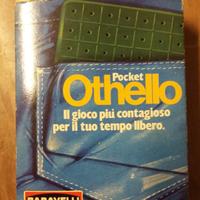 Pocket
Othello
Il gioco più contagioso
per il tuo tempo libero.